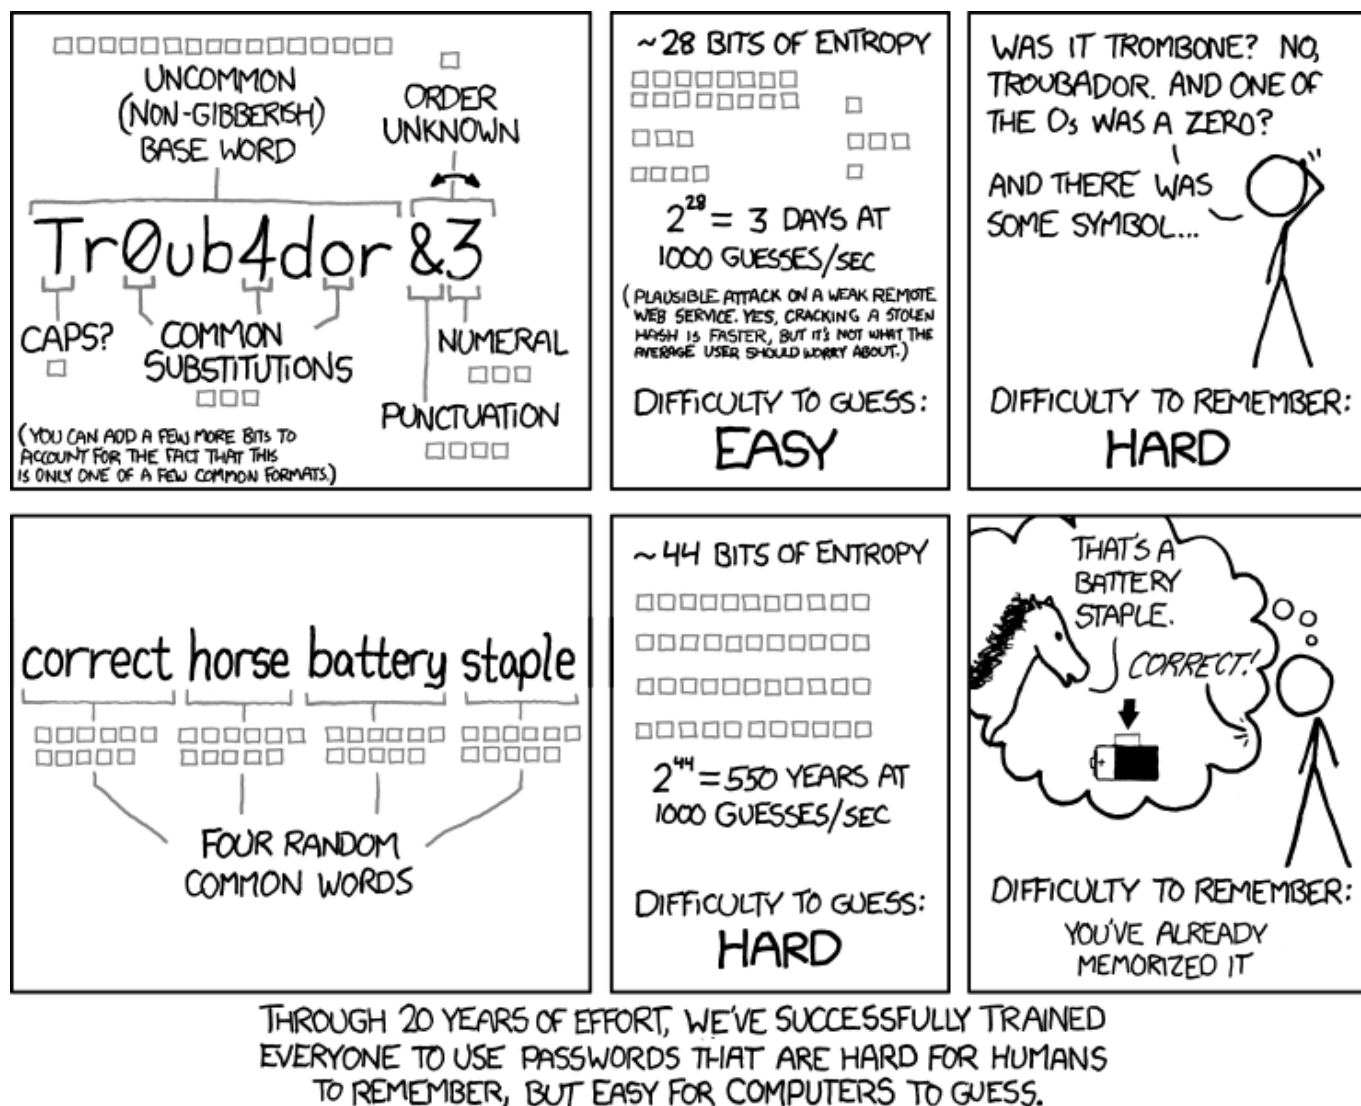 UNCOMMON
(NON-GIBBERISH)
BASE WORD
ORDER
UNKNOWN
Tr0ub4dor &3
CAPS?
COMMON
SUBSTITUTIONS
NUMERAL
PUNCTUATION
(YOU CAN ADD A FEW MORE BITS TO
ACCOUNT FOR THE FACT THAT THIS
IS ONLY ONE OF A FEW COMMON FORMATS.)
~28 BITS OF ENTROPY
2^28 = 3 DAYS AT
1000 GUESSES/SEC
(PLAUSIBLE ATTACK ON A WEAK REMOTE
WEB SERVICE. YES, CRACKING A STOLEN
HASH IS FASTER, BUT IT'S NOT WHAT THE
AVERAGE USER SHOULD WORRY ABOUT.)
DIFFICULTY TO GUESS:
EASY
WAS IT TROMBONE? NO,
TROUBADOR. AND ONE OF
THE Os WAS A ZERO?
AND THERE WAS
SOME SYMBOL...
DIFFICULTY TO REMEMBER:
HARD
correct horse battery staple
FOUR RANDOM
COMMON WORDS
~44 BITS OF ENTROPY
2^44 = 550 YEARS AT
1000 GUESSES/SEC
DIFFICULTY TO GUESS:
HARD
THAT'S A
BATTERY
STAPLE.
CORRECT!
DIFFICULTY TO REMEMBER:
YOU'VE ALREADY
MEMORIZED IT
THROUGH 20 YEARS OF EFFORT, WE'VE SUCCESSFULLY TRAINED
EVERYONE TO USE PASSWORDS THAT ARE HARD FOR HUMANS
TO REMEMBER, BUT EASY FOR COMPUTERS TO GUESS.